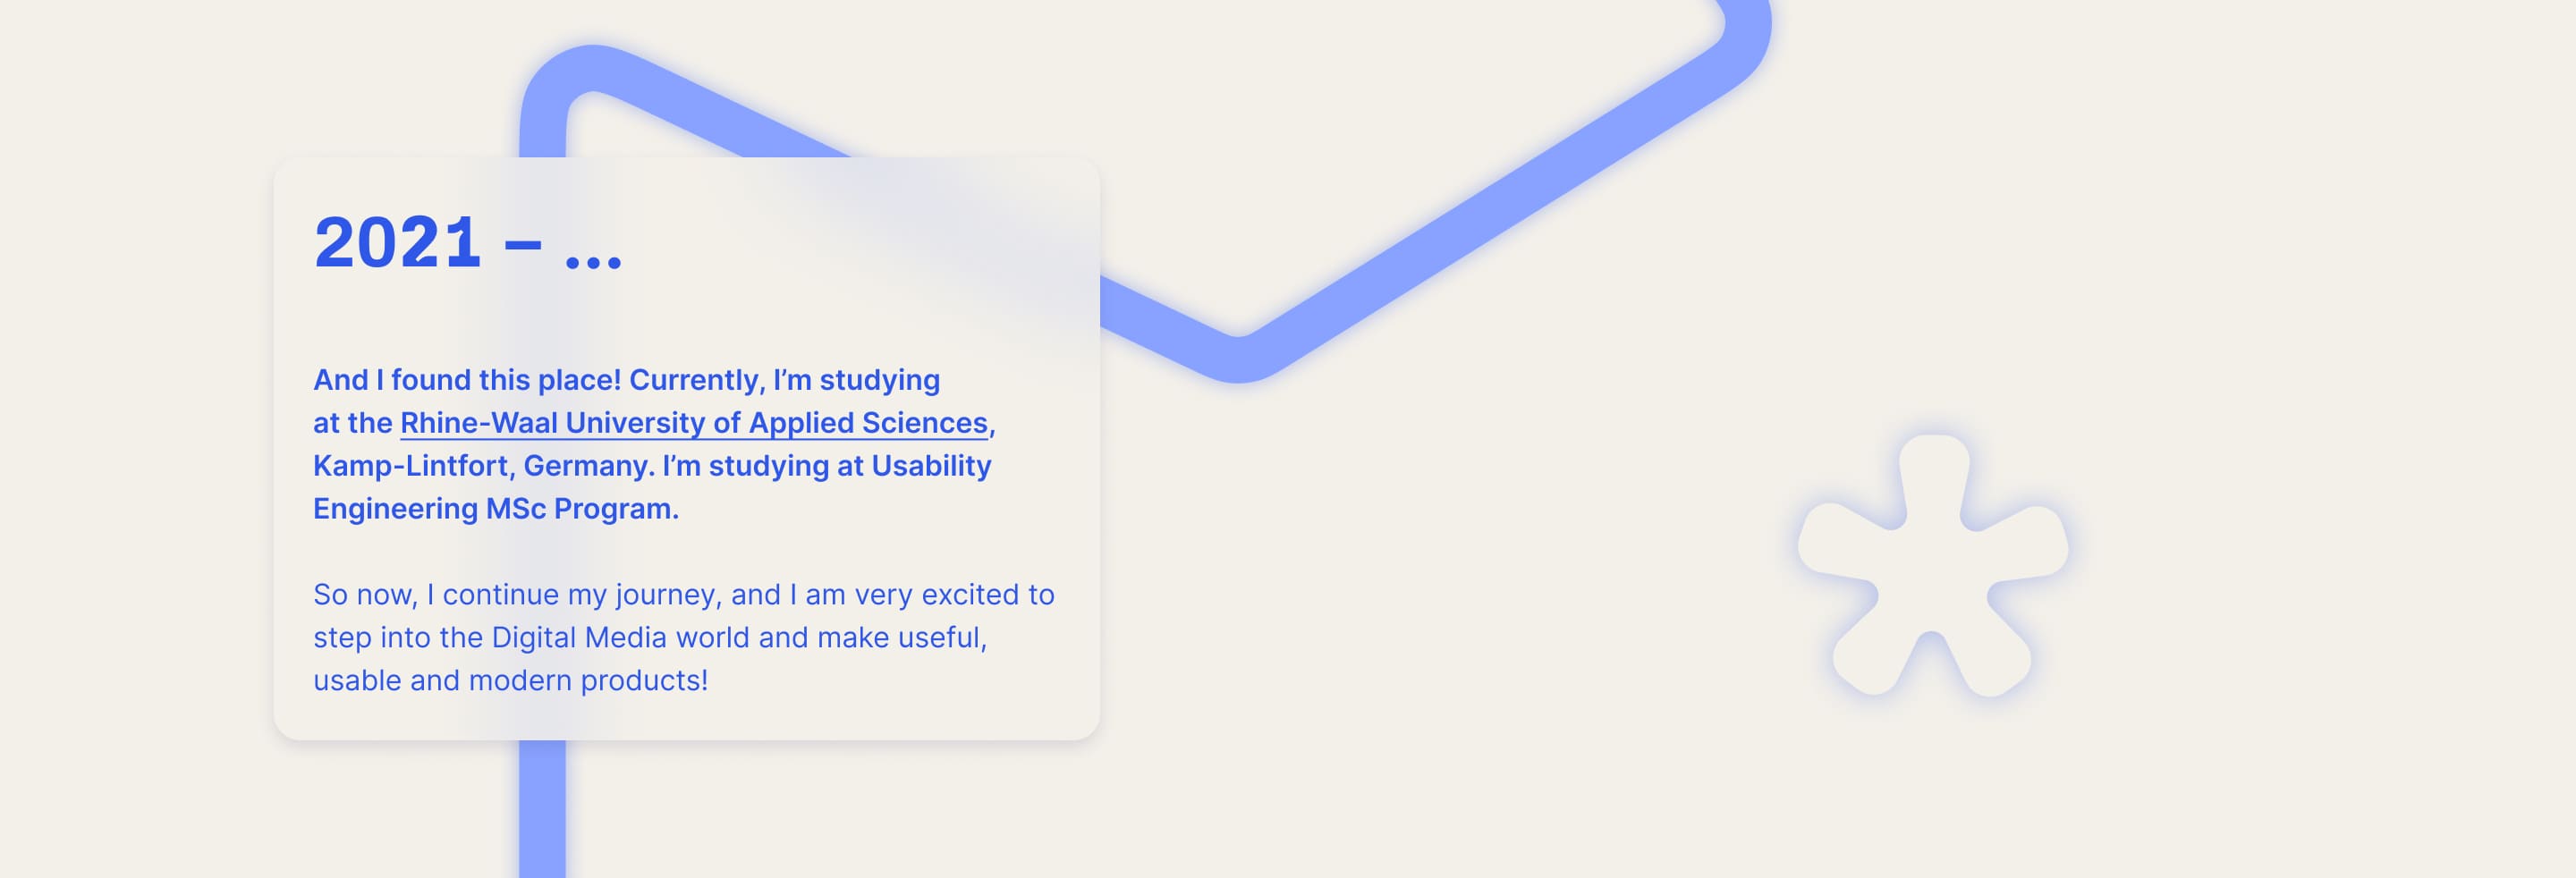 2021 – ...
And I found this place! Currently, I’m studying
at the Rhine-Waal University of Applied Sciences,
Kamp-Lintfort, Germany. I’m studying at Usability
Engineering MSc Program.
So now, I continue my journey, and I am very excited to
step into the Digital Media world and make useful,
usable and modern products!